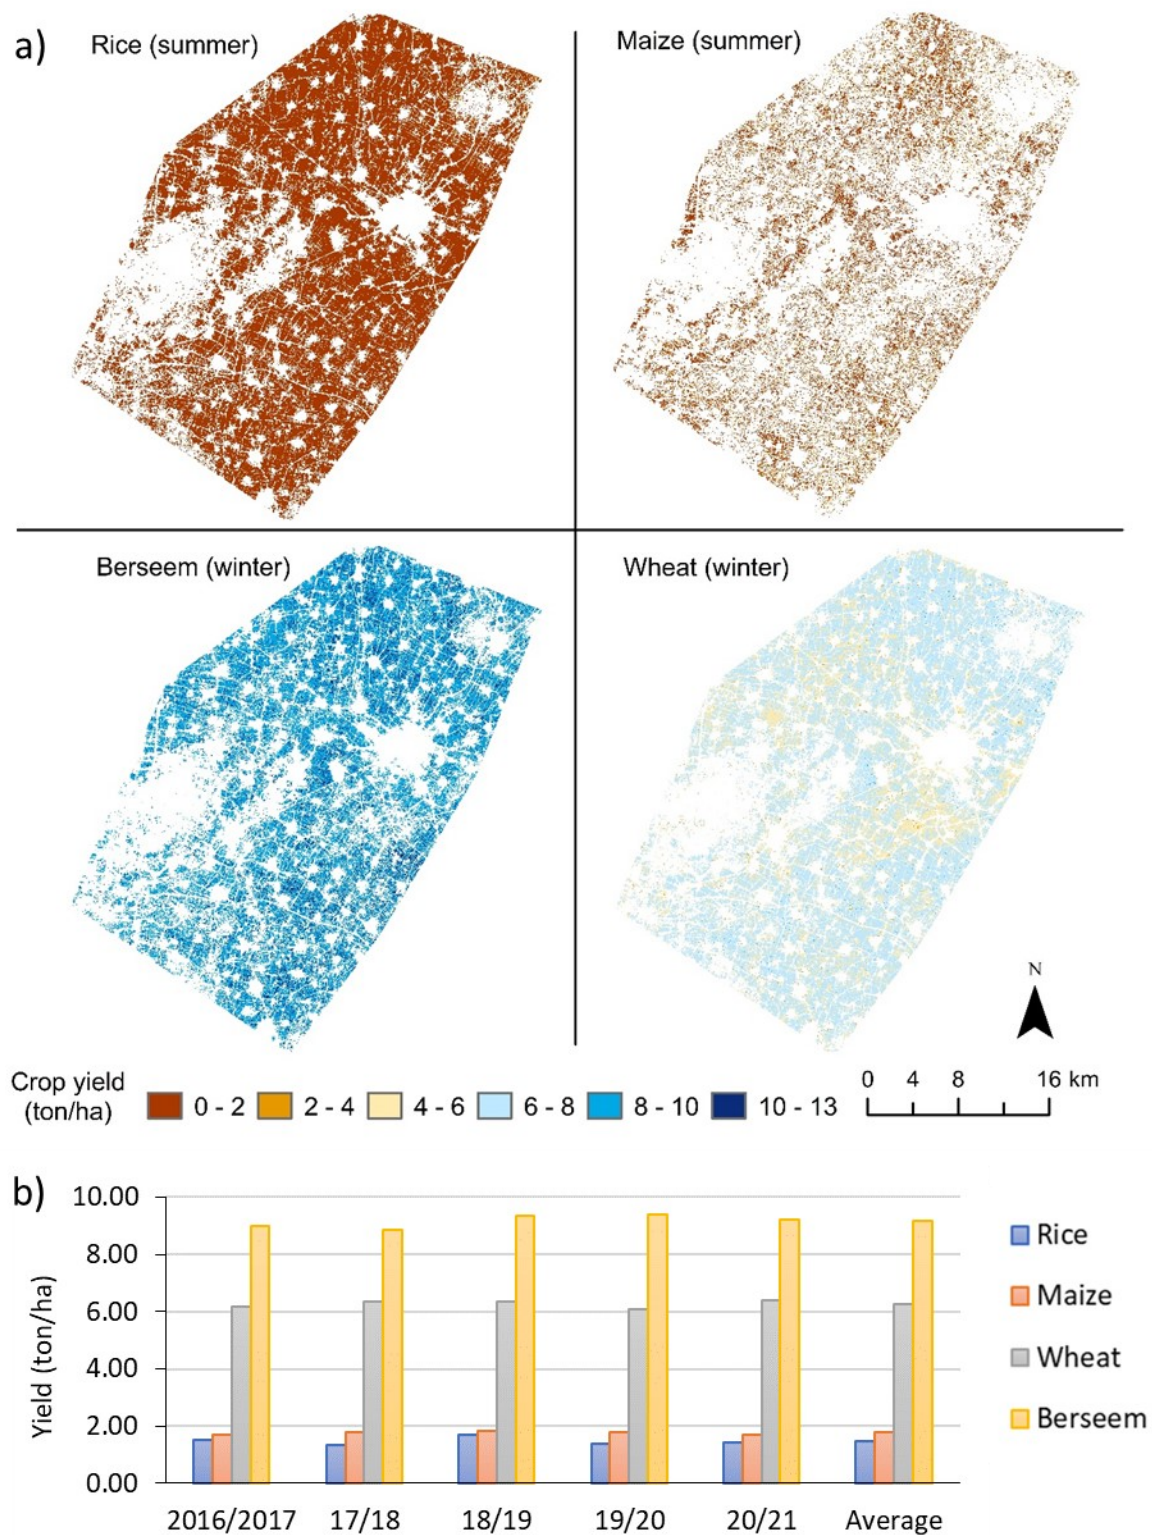 a)
Rice (summer)
Maize (summer)
Berseem (winter)
Wheat (winter)
N
Crop yield
(ton/ha)
0 - 2
2 - 4
4 - 6
6 - 8
8 - 10
10 - 13
0 4 8 16 km
b)
Yield (ton/ha)
10.00
8.00
6.00
4.00
2.00
0.00
2016/2017 17/18 18/19 19/20 20/21 Average
Rice
Maize
Wheat
Berseem